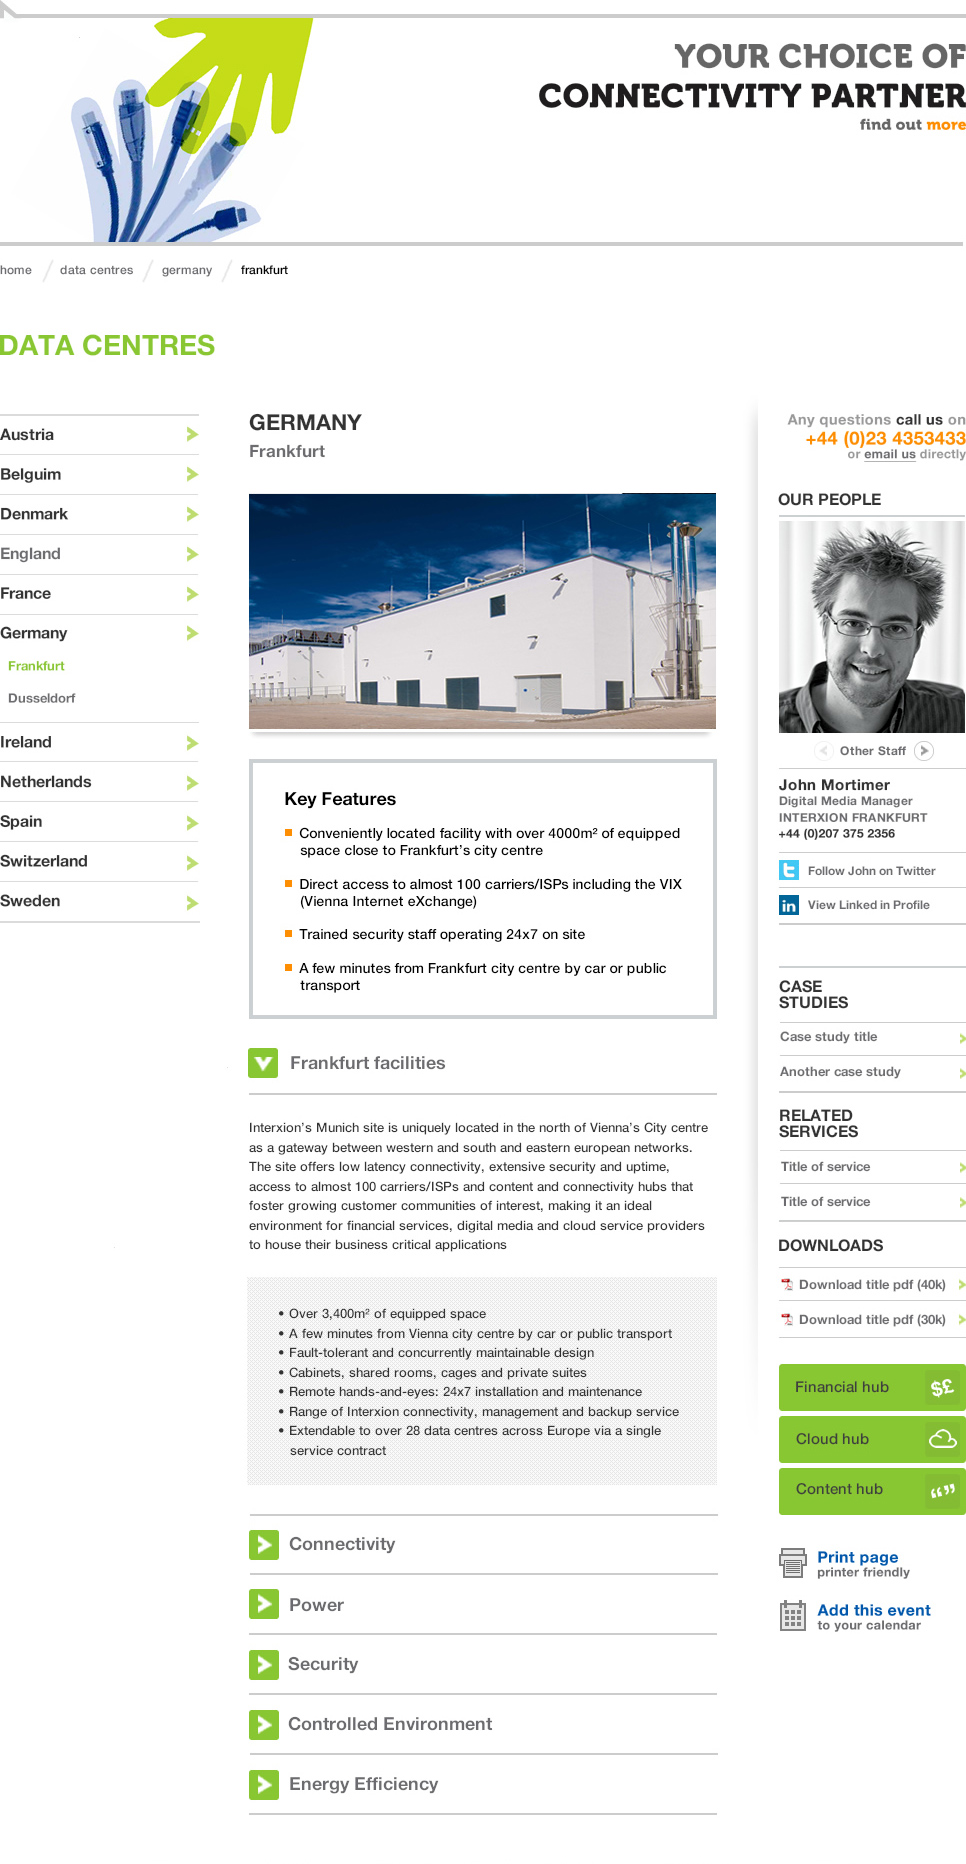 YOUR CHOICE OF
CONNECTIVITY PARTNER
find out more
home
data centres
germany
frankfurt
DATA CENTRES
Austria
Belguim
Denmark
England
France
Germany
Frankfurt
Dusseldorf
Ireland
Netherlands
Spain
Switzerland
Sweden
GERMANY
Frankfurt
Key Features
Conveniently located facility with over 4000m² of equipped
space close to Frankfurt's city centre
Direct access to almost 100 carriers/ISPs including the VIX
(Vienna Internet eXchange)
Trained security staff operating 24x7 on site
A few minutes from Frankfurt city centre by car or public
transport
Frankfurt facilities
Interxion's Munich site is uniquely located in the north of Vienna's City centre
as a gateway between western and south and eastern european networks.
The site offers low latency connectivity, extensive security and uptime,
access to almost 100 carriers/ISPs and content and connectivity hubs that
foster growing customer communities of interest, making it an ideal
environment for financial services, digital media and cloud service providers
to house their business critical applications
• Over 3,400m² of equipped space
• A few minutes from Vienna city centre by car or public transport
• Fault-tolerant and concurrently maintainable design
• Cabinets, shared rooms, cages and private suites
• Remote hands-and-eyes: 24x7 installation and maintenance
• Range of Interxion connectivity, management and backup service
• Extendable to over 28 data centres across Europe via a single
service contract
Connectivity
Power
Security
Controlled Environment
Energy Efficiency
Any questions call us on
+44 (0)23 4353433
or email us directly
OUR PEOPLE
Other Staff
John Mortimer
Digital Media Manager
INTERXION FRANKFURT
+44 (0)207 375 2356
Follow John on Twitter
View Linked in Profile
CASE
STUDIES
Case study title
Another case study
RELATED
SERVICES
Title of service
Title of service
DOWNLOADS
Download title pdf (40k)
Download title pdf (30k)
Financial hub $£
Cloud hub
Content hub
Print page
printer friendly
Add this event
to your calendar